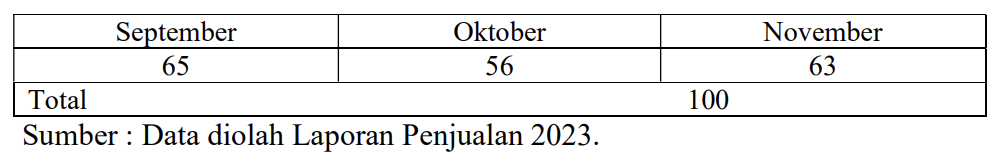 September Oktober November
65 56 63
Total 100
Sumber : Data diolah Laporan Penjualan 2023.